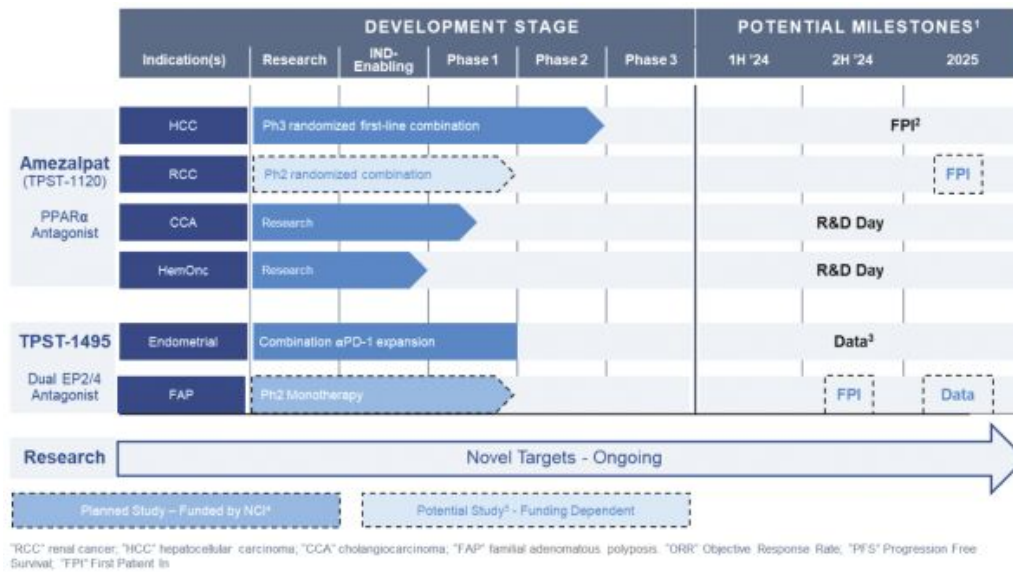 DEVELOPMENT STAGE
POTENTIAL MILESTONES¹
Indication(s)
Research
IND-
Enabling
Phase 1
Phase 2
Phase 3
1H '24
2H '24
2025
Amezalpat
(TPST-1120)
PPARα
Antagonist
HCC
Ph3 randomized first-line combination
FPI²
RCC
Ph2 randomized combination
FPI
CCA
Research
R&D Day
HemOnc
Research
R&D Day
TPST-1495
Dual EP2/4
Antagonist
Endometrial
Combination αPD-1 expansion
Data³
FAP
Ph2 Monotherapy
FPI
Data
Research
Novel Targets - Ongoing
Planned Study – Funded by NCI⁴
Potential Study⁵ - Funding Dependent
"RCC" renal cancer; "HCC" hepatocellular carcinoma; "CCA" cholangiocarcinoma; "FAP" familial adenomatous polyposis. "ORR" Objective Response Rate; "PFS" Progression Free
Survival; "FPI" First Patient In